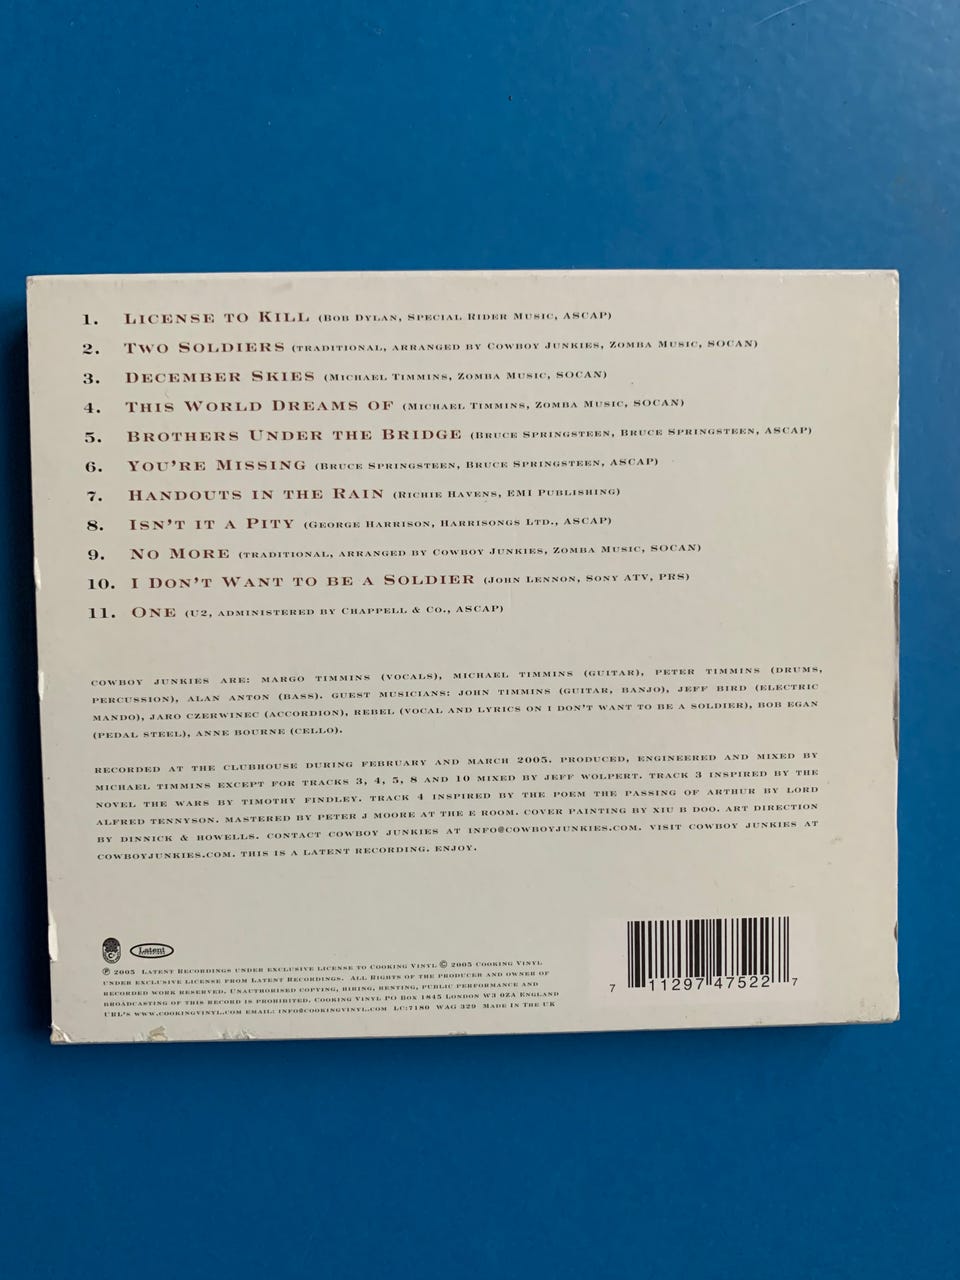 1. License to Kill (Bob Dylan, Special Rider Music, ASCAP)
2. Two Soldiers (traditional, arranged by Cowboy Junkies, Zomba Music, SOCAN)
3. December Skies (Michael Timmins, Zomba Music, SOCAN)
4. This World Dreams of (Michael Timmins, Zomba Music, SOCAN)
5. Brothers Under the Bridge (Bruce Springsteen, Bruce Springsteen, ASCAP)
6. You're Missing (Bruce Springsteen, Bruce Springsteen, ASCAP)
7. Handouts in the Rain (Richie Havens, EMI Publishing)
8. Isn't it a Pity (George Harrison, Harrisongs Ltd., ASCAP)
9. No More (traditional, arranged by Cowboy Junkies, Zomba Music, SOCAN)
10. I Don't Want to be a Soldier (John Lennon, Sony ATV, PRS)
11. One (U2, administered by Chappell & Co., ASCAP)
COWBOY JUNKIES ARE: MARGO TIMMINS (VOCALS), MICHAEL TIMMINS (GUITAR), PETER TIMMINS (DRUMS,
PERCUSSION), ALAN ANTON (BASS). GUEST MUSICIANS: JOHN TIMMINS (GUITAR, BANJO), JEFF BIRD (ELECTRIC
MANDO), JARO CZERWINEC (ACCORDION), REBEL (VOCAL AND LYRICS ON I DON'T WANT TO BE A SOLDIER), BOB EGAN
(PEDAL STEEL), ANNE BOURNE (CELLO).
RECORDED AT THE CLUBHOUSE DURING FEBRUARY AND MARCH 2005. PRODUCED, ENGINEERED AND MIXED BY
MICHAEL TIMMINS EXCEPT FOR TRACKS 3, 4, 5, 8 AND 10 MIXED BY JEFF WOLPERT. TRACK 3 INSPIRED BY THE
NOVEL THE WARS BY TIMOTHY FINDLEY. TRACK 4 INSPIRED BY THE POEM THE PASSING OF ARTHUR BY LORD
ALFRED TENNYSON. MASTERED BY PETER J MOORE AT THE E ROOM. COVER PAINTING BY XIU B DOO. ART DIRECTION
BY DINNICK & HOWELLS. CONTACT COWBOY JUNKIES AT INFO@COWBOYJUNKIES.COM. VISIT COWBOY JUNKIES AT
COWBOYJUNKIES.COM. THIS IS A LATENT RECORDING. ENJOY.
Latent
℗ 2005 Latent Recordings under exclusive license to Cooking Vinyl © 2005 Cooking Vinyl
under exclusive license from Latent Recordings. All Rights of the producer and owner of
recorded work reserved. Unauthorised copying, hiring, renting, public performance and
broadcasting of this record is prohibited. Cooking Vinyl PO Box 1845 London W3 0ZA England
URL's www.cookingvinyl.com email: info@cookingvinyl.com LC:7180 WAG 329 Made In The UK
7 11297 47522 7